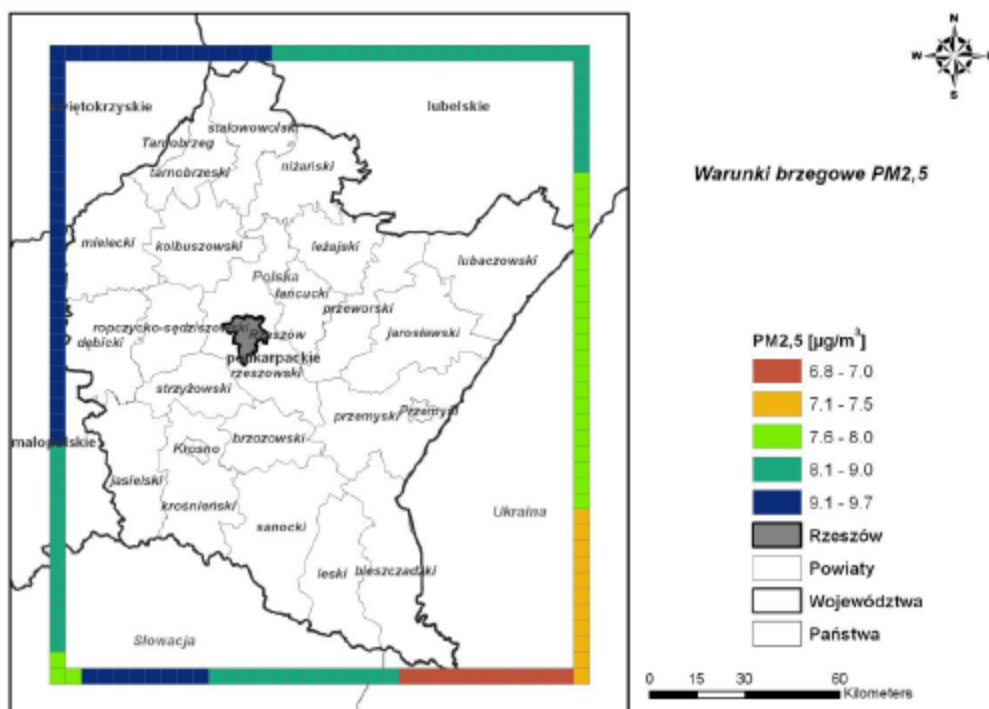 N
W E
S
świętokrzyskie
lubelskie
stalowowolski
Tarnobrzeg
tarnobrzeski
niżański
Warunki brzegowe PM2,5
mielecki
kolbuszowski
leżajski
lubaczowski
Polska
łańcucki
przeworski
ropczycko-sędziszowski
Rzeszów
jarosławski
dębicki
podkarpackie
rzeszowski
strzyżowski
przemyski
Przemyśl
małopolskie
Krosno
brzozowski
jasielski
krośnieński
sanocki
Ukraina
leski
bieszczadzki
Słowacja
PM2,5 [µg/m³]
6.8 - 7.0
7.1 - 7.5
7.6 - 8.0
8.1 - 9.0
9.1 - 9.7
Rzeszów
Powiaty
Województwa
Państwa
0 15 30 60
Kilometers